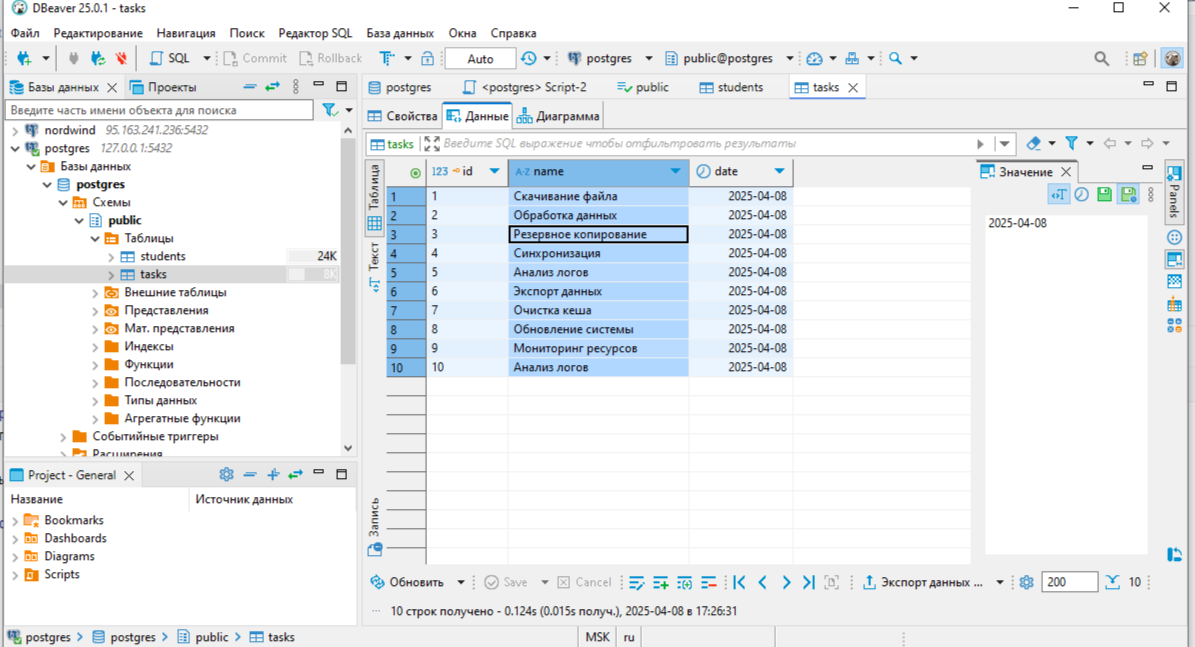 DBeaver 25.0.1 - tasks
Файл Редактирование Навигация Поиск Редактор SQL База данных Окна Справка
SQL Commit Rollback Auto postgres public@postgres
Базы данных Проекты
postgres <postgres> Script-2 public students tasks
Введите часть имени объекта для поиска
Свойства Данные Диаграмма
nordwind 95.163.241.236:5432
postgres 127.0.0.1:5432
Базы данных
postgres
Схемы
public
Таблицы
students 24K
tasks 8K
Внешние таблицы
Представления
Мат. представления
Индексы
Функции
Последовательности
Типы данных
Агрегатные функции
Событийные триггеры
Расширения
tasks Введите SQL выражение чтобы отфильтровать результаты
Таблица
Текст
Запись
123 id A-Z name date
1 1 Скачивание файла 2025-04-08
2 2 Обработка данных 2025-04-08
3 3 Резервное копирование 2025-04-08
4 4 Синхронизация 2025-04-08
5 5 Анализ логов 2025-04-08
6 6 Экспорт данных 2025-04-08
7 7 Очистка кеша 2025-04-08
8 8 Обновление системы 2025-04-08
9 9 Мониторинг ресурсов 2025-04-08
10 10 Анализ логов 2025-04-08
Значение
2025-04-08
Panels
Project - General
Название Источник данных
Bookmarks
Dashboards
Diagrams
Scripts
Обновить Save Cancel Экспорт данных ... 200 10
10 строк получено - 0.124s (0.015s получ.), 2025-04-08 в 17:26:31
postgres postgres public tasks MSK ru